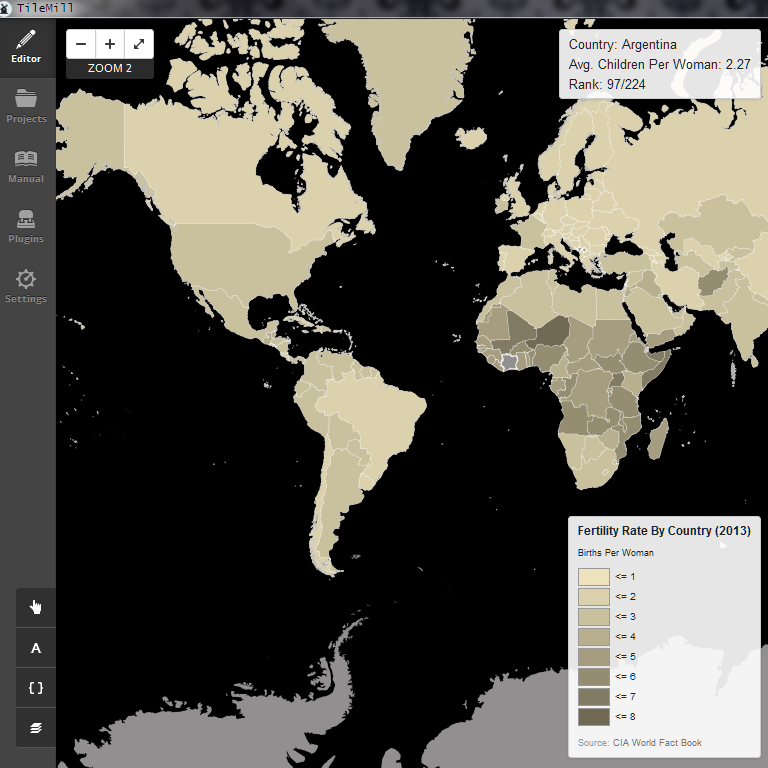 TileMill
Editor
Projects
Manual
Plugins
Settings
ZOOM 2
Country: Argentina
Avg. Children Per Woman: 2.27
Rank: 97/224
A
{ }
Fertility Rate By Country (2013)
Births Per Woman
<= 1
<= 2
<= 3
<= 4
<= 5
<= 6
<= 7
<= 8
Source: CIA World Fact Book